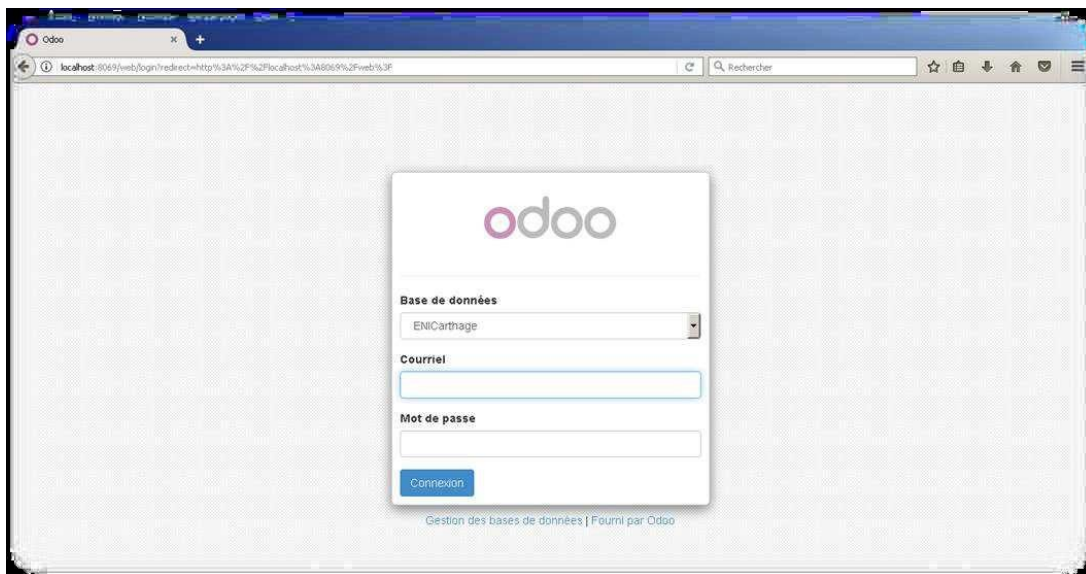 Odoo
localhost:8069/web/login?redirect=http%3A%2F%2Flocalhost%3A8069%2Fweb%3F
Rechercher
odoo
Base de données
ENICarthage
Courriel
Mot de passe
Connexion
Gestion des bases de données | Fourni par Odoo